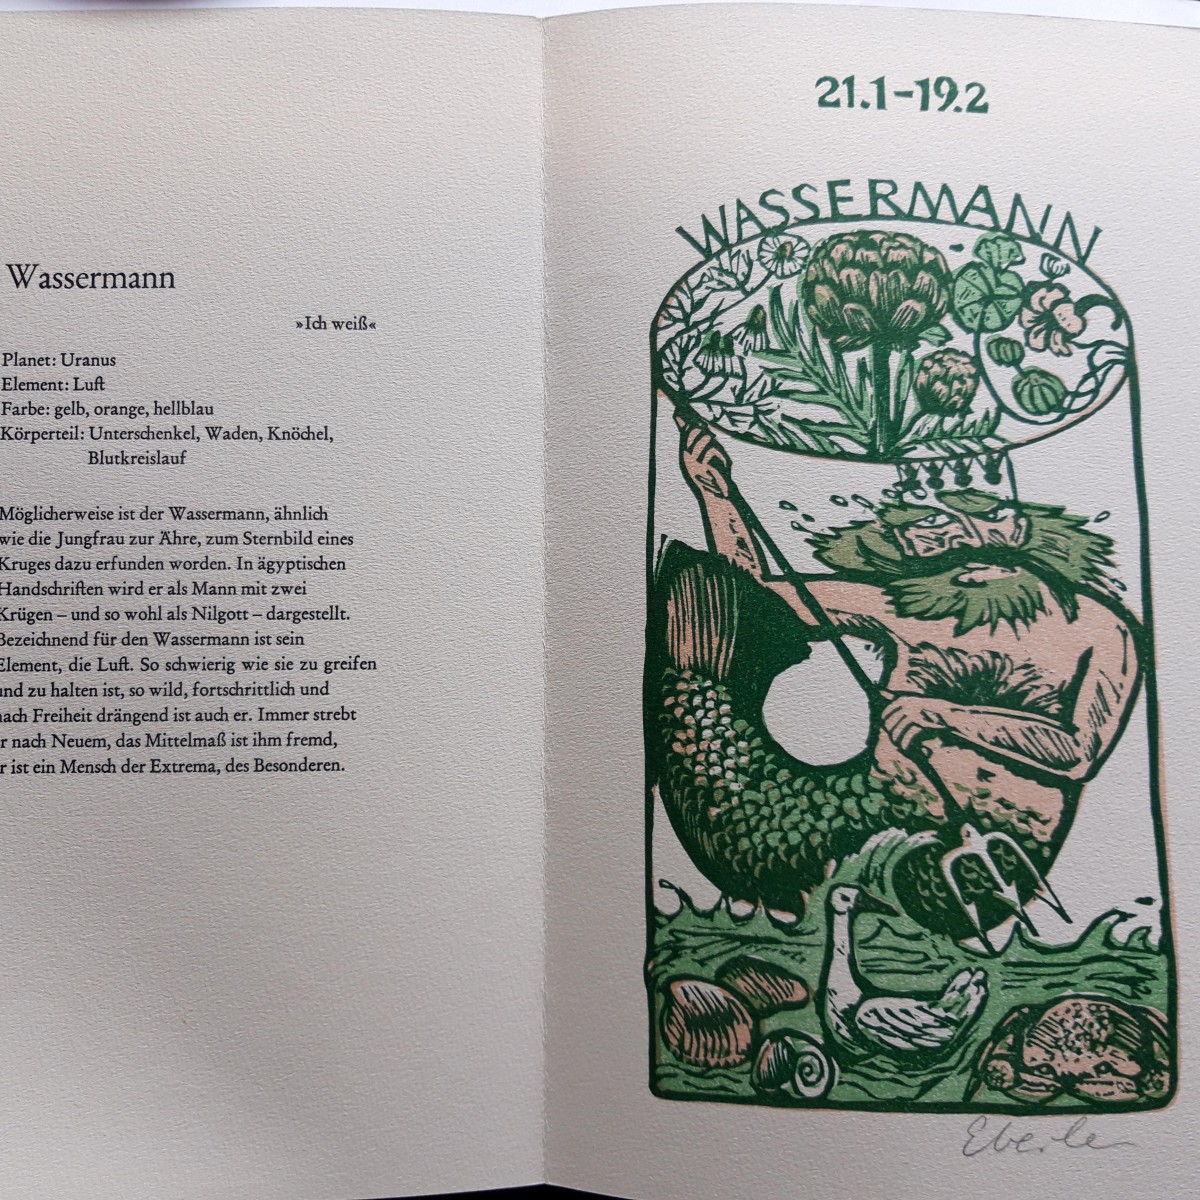 Wassermann
»Ich weiß«
Planet: Uranus
Element: Luft
Farbe: gelb, orange, hellblau
Körperteil: Unterschenkel, Waden, Knöchel,
Blutkreislauf
Möglicherweise ist der Wassermann, ähnlich
wie die Jungfrau zur Ähre, zum Sternbild eines
Kruges dazu erfunden worden. In ägyptischen
Handschriften wird er als Mann mit zwei
Krügen – und so wohl als Nilgott – dargestellt.
Bezeichnend für den Wassermann ist sein
Element, die Luft. So schwierig wie sie zu greifen
und zu halten ist, so wild, fortschrittlich und
nach Freiheit drängend ist auch er. Immer strebt
r nach Neuem, das Mittelmaß ist ihm fremd,
r ist ein Mensch der Extrema, des Besonderen.
21.1-19.2
WASSERMANN